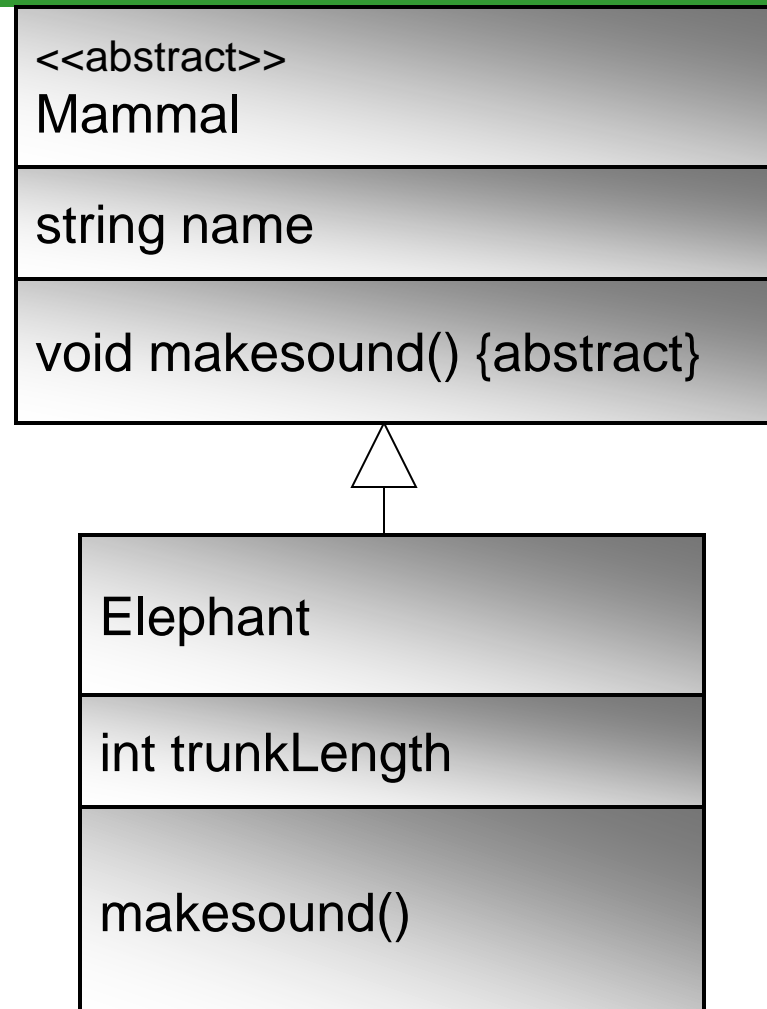 <<abstract>>
Mammal
string name
void makesound() {abstract}
Elephant
int trunkLength
makesound()